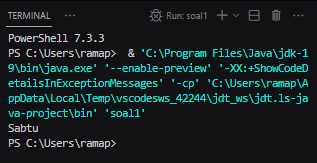 TERMINAL
Run: soal1
PowerShell 7.3.3
PS C:\Users\ramap>  & 'C:\Program Files\Java\jdk-1
9\bin\java.exe' '--enable-preview' '-XX:+ShowCodeD
etailsInExceptionMessages' '-cp' 'C:\Users\ramap\A
ppData\Local\Temp\vscodesws_42244\jdt_ws\jdt.ls-ja
va-project\bin' 'soal1'
Sabtu
PS C:\Users\ramap>